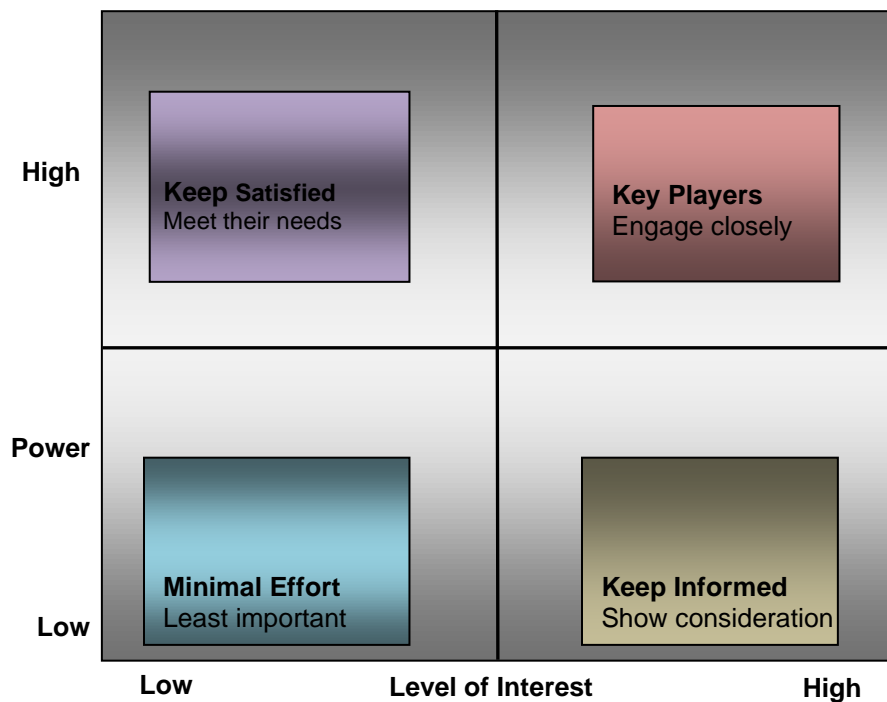 High
Keep Satisfied
Meet their needs
Key Players
Engage closely
Power
Low
Minimal Effort
Least important
Keep Informed
Show consideration
Low
Level of Interest
High